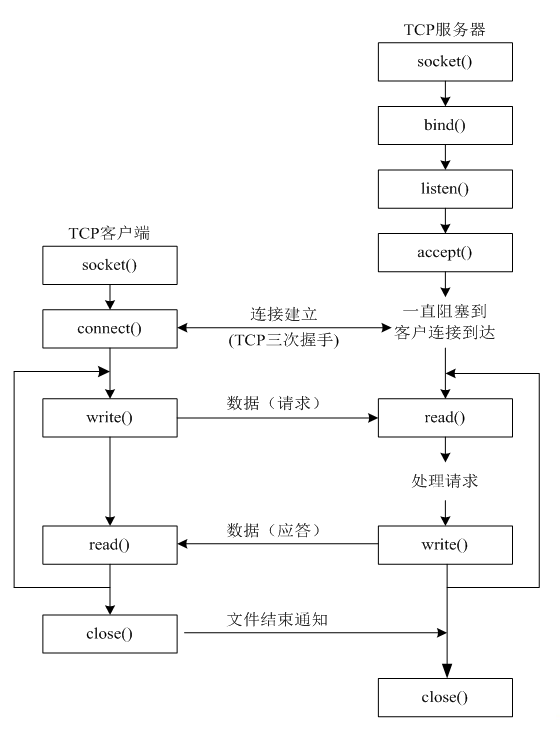 TCP服务器
socket()
bind()
listen()
TCP客户端
accept()
socket()
连接建立
一直阻塞到
connect()
(TCP三次握手)
客户连接到达
write()
数据（请求）
read()
处理请求
read()
数据（应答）
write()
close()
文件结束通知
close()